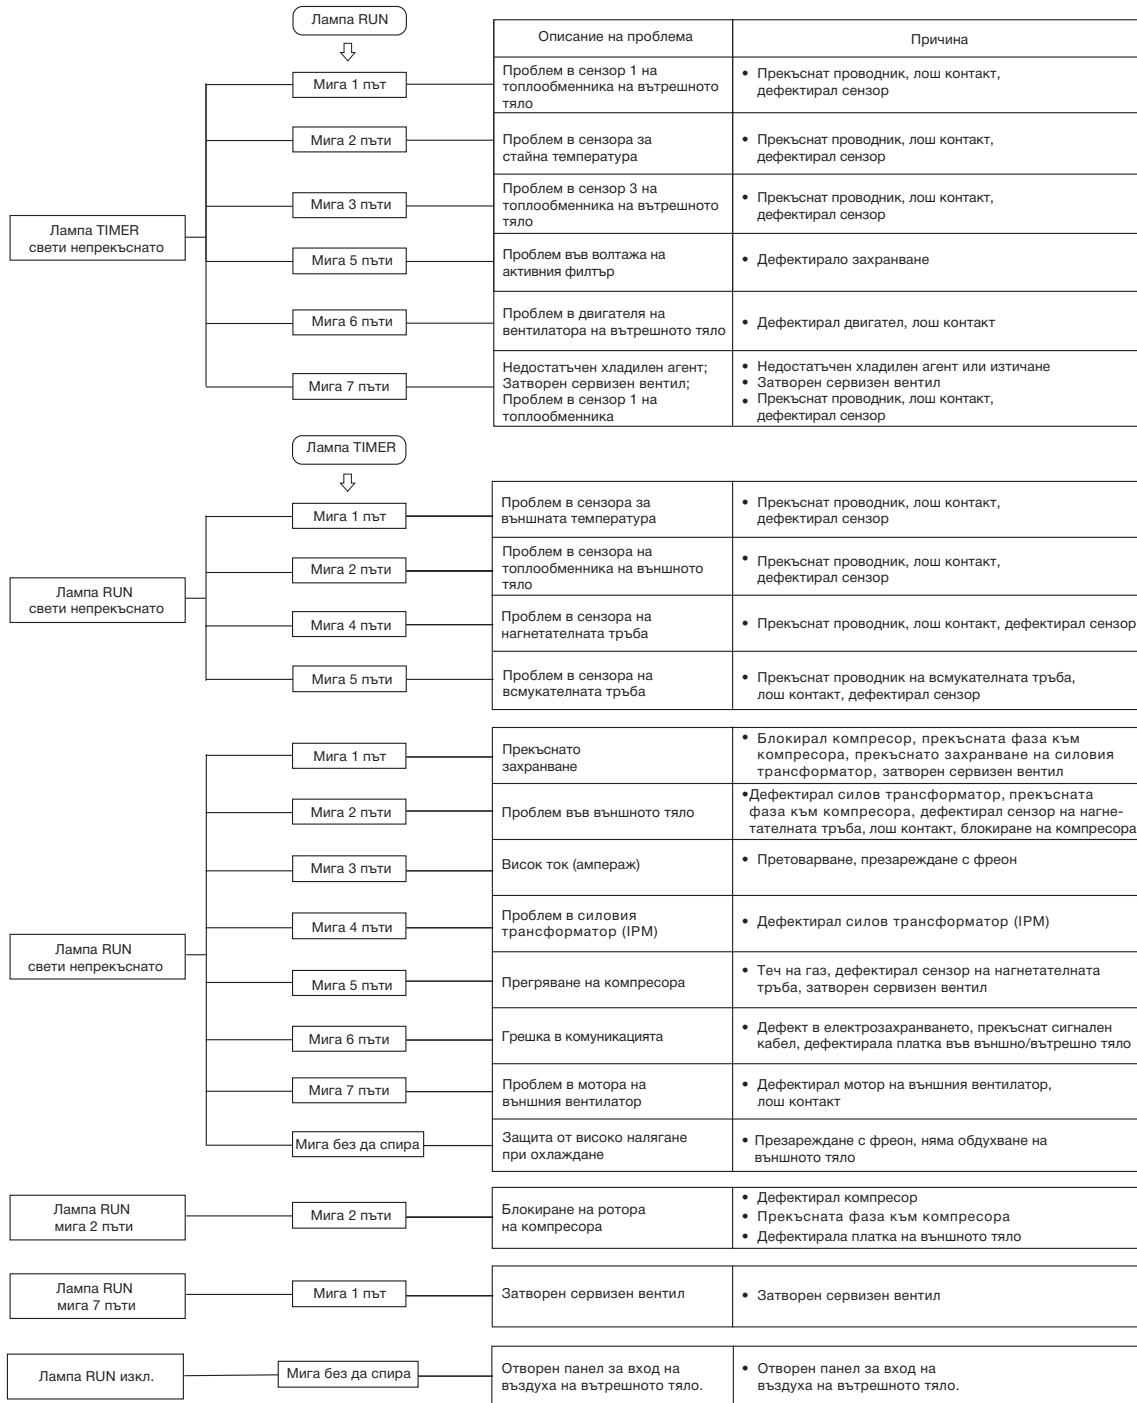 Лампа RUN
Описание на проблема
Причина
Мига 1 път
Проблем в сензор 1 на
топлообменника на вътрешното
тяло
• Прекъснат проводник, лош контакт,
дефектирал сензор
Мига 2 пъти
Проблем в сензора за
стайна температура
• Прекъснат проводник, лош контакт,
дефектирал сензор
Мига 3 пъти
Проблем в сензор 3 на
топлообменника на вътрешното
тяло
• Прекъснат проводник, лош контакт,
дефектирал сензор
Лампа TIMER
свети непрекъснато
Мига 5 пъти
Проблем във волтажа на
активния филтър
• Дефектирало захранване
Мига 6 пъти
Проблем в двигателя на
вентилатора на вътрешното тяло
• Дефектирал двигател, лош контакт
Мига 7 пъти
Недостатъчен хладилен агент;
Затворен сервизен вентил;
Проблем в сензор 1 на
топлообменника
• Недостатъчен хладилен агент или изтичане
• Затворен сервизен вентил
• Прекъснат проводник, лош контакт,
дефектирал сензор
Лампа TIMER
Мига 1 път
Проблем в сензора за
външната температура
• Прекъснат проводник, лош контакт,
дефектирал сензор
Мига 2 пъти
Проблем в сензора на
топлообменника на външното
тяло
• Прекъснат проводник, лош контакт,
дефектирал сензор
Лампа RUN
свети непрекъснато
Мига 4 пъти
Проблем в сензора на
нагнетателната тръба
• Прекъснат проводник, лош контакт, дефектирал сензор
Мига 5 пъти
Проблем в сензора на
всмукателната тръба
• Прекъснат проводник на всмукателната тръба,
лош контакт, дефектирал сензор
Мига 1 път
Прекъснато
захранване
• Блокирал компресор, прекъсната фаза към
компресора, прекъснато захранване на силовия
трансформатор, затворен сервизен вентил
Мига 2 пъти
Проблем във външното тяло
•Дефектирал силов трансформатор, прекъсната
фаза към компресора, дефектирал сензор на нагне-
тателната тръба, лош контакт, блокиране на компресора
Мига 3 пъти
Висок ток (ампераж)
• Претоварване, презареждане с фреон
Мига 4 пъти
Проблем в силовия
трансформатор (IPM)
• Дефектирал силов трансформатор (IPM)
Лампа RUN
свети непрекъснато
Мига 5 пъти
Прегряване на компресора
• Теч на газ, дефектирал сензор на нагнетателната
тръба, затворен сервизен вентил
Мига 6 пъти
Грешка в комуникацията
• Дефект в електрозахранването, прекъснат сигнален
кабел, дефектирала платка във външно/вътрешно тяло
Мига 7 пъти
Проблем в мотора на
външния вентилатор
• Дефектирал мотор на външния вентилатор,
лош контакт
Мига без да спира
Защита от високо налягане
при охлаждане
• Презареждане с фреон, няма обдухване на
външното тяло
Лампа RUN
мига 2 пъти
Мига 2 пъти
Блокиране на ротора
на компресора
• Дефектирал компресор
• Прекъсната фаза към компресора
• Дефектирала платка на външното тяло
Лампа RUN
мига 7 пъти
Мига 1 път
Затворен сервизен вентил
• Затворен сервизен вентил
Лампа RUN изкл.
Мига без да спира
Отворен панел за вход на
въздуха на вътрешното тяло.
• Отворен панел за вход на
въздуха на вътрешното тяло.